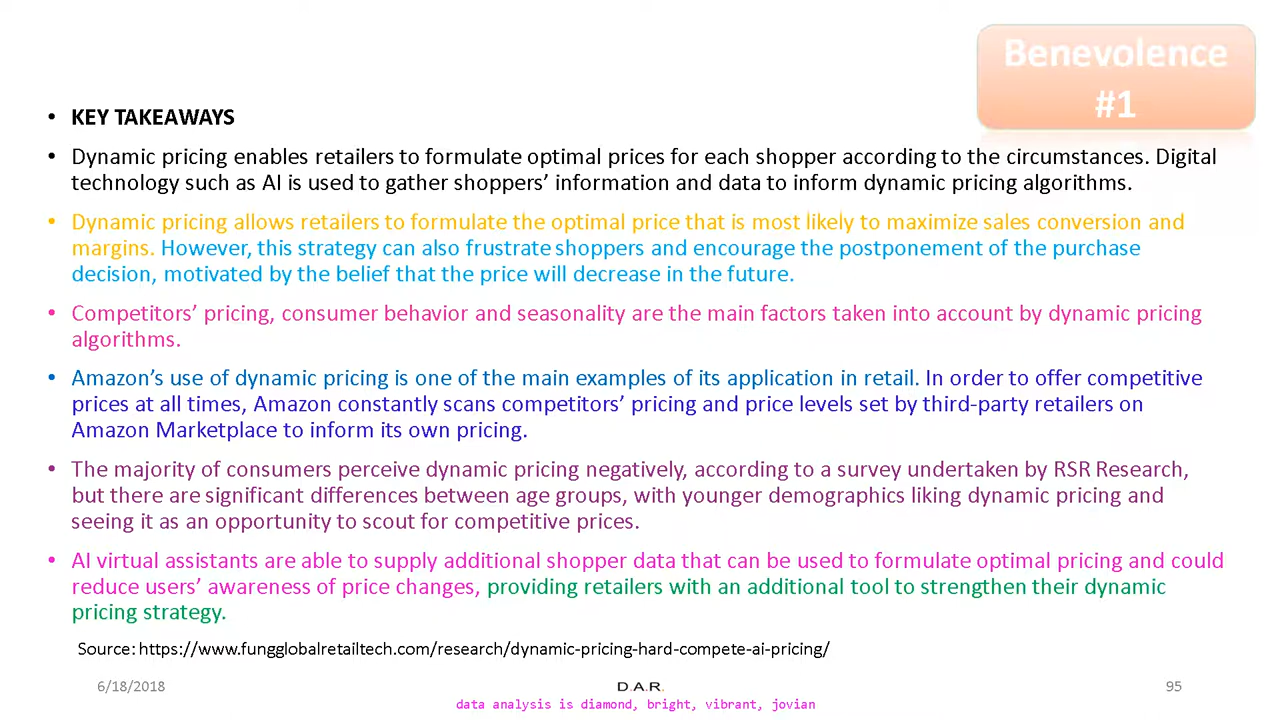 Benevolence
#1
• KEY TAKEAWAYS
• Dynamic pricing enables retailers to formulate optimal prices for each shopper according to the circumstances. Digital
technology such as AI is used to gather shoppers’ information and data to inform dynamic pricing algorithms.
• Dynamic pricing allows retailers to formulate the optimal price that is most likely to maximize sales conversion and
margins. However, this strategy can also frustrate shoppers and encourage the postponement of the purchase
decision, motivated by the belief that the price will decrease in the future.
• Competitors’ pricing, consumer behavior and seasonality are the main factors taken into account by dynamic pricing
algorithms.
• Amazon’s use of dynamic pricing is one of the main examples of its application in retail. In order to offer competitive
prices at all times, Amazon constantly scans competitors’ pricing and price levels set by third-party retailers on
Amazon Marketplace to inform its own pricing.
• The majority of consumers perceive dynamic pricing negatively, according to a survey undertaken by RSR Research,
but there are significant differences between age groups, with younger demographics liking dynamic pricing and
seeing it as an opportunity to scout for competitive prices.
• AI virtual assistants are able to supply additional shopper data that can be used to formulate optimal pricing and could
reduce users’ awareness of price changes, providing retailers with an additional tool to strengthen their dynamic
pricing strategy.
Source: https://www.fungglobalretailtech.com/research/dynamic-pricing-hard-compete-ai-pricing/
6/18/2018 D.A.R. 95
data analysis is diamond, bright, vibrant, jovian